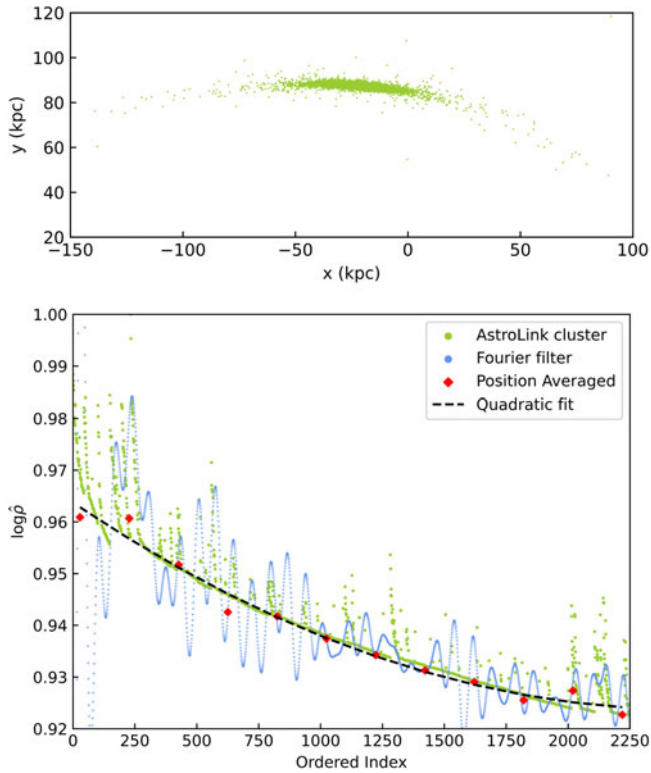 120
100
80
60
40
20
y (kpc)
−150 −100 −50 0 50 100
x (kpc)
1.00
0.99
0.98
0.97
0.96
0.95
0.94
0.93
0.92
logρ̂
AstroLink cluster
Fourier filter
Position Averaged
Quadratic fit
0 250 500 750 1000 1250 1500 1750 2000 2250
Ordered Index